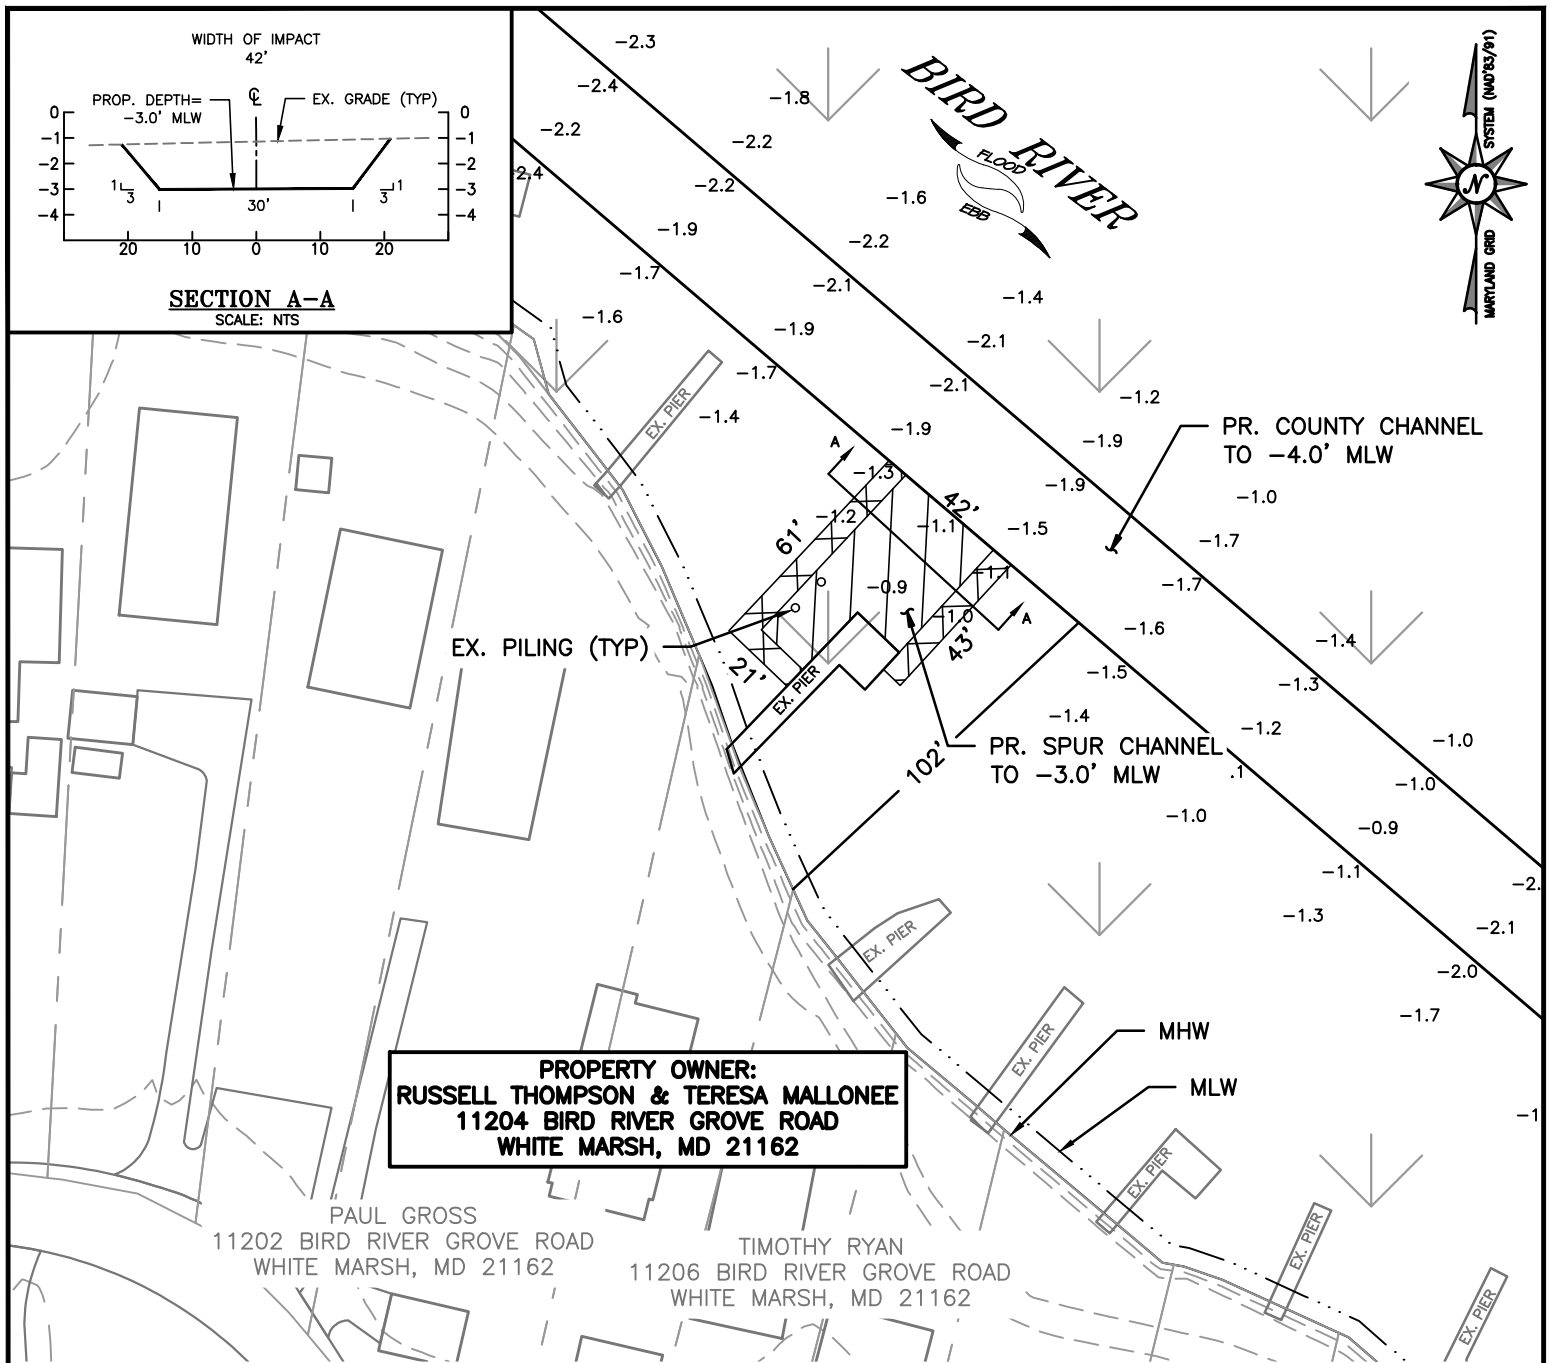 WIDTH OF IMPACT
42'
PROP. DEPTH=
-3.0' MLW
℄
EX. GRADE (TYP)
0
-1
-2
-3
-4
0
-1
-2
-3
-4
1
3
30'
1
3
20
10
0
10
20
SECTION A-A
SCALE: NTS
BIRD RIVER
FLOOD
EBB
MARYLAND GRID
N
SYSTEM (NAD'83/91)
-2.3
-2.4
-1.8
-2.2
-2.2
2.4
-2.2
-1.6
-1.9
-2.2
-1.7
-2.1
-1.4
-1.6
-1.9
-2.1
-1.7
-2.1
-1.2
-1.4
-1.9
-1.9
PR. COUNTY CHANNEL
TO -4.0' MLW
EX. PIER
A
-1.3
-1.9
-1.0
42'
-1.2
-1.1
-1.5
-1.7
61'
-1.1
-1.7
-0.9
1.0
A
-1.6
-1.4
EX. PILING (TYP)
43'
21'
EX. PIER
-1.5
-1.3
-1.4
-1.2
-1.0
PR. SPUR CHANNEL
TO -3.0' MLW
102'
.1
-1.0
-1.0
-0.9
-1.1
-2.
-1.3
-2.1
EX. PIER
-2.0
-1.7
EX. PIER
MHW
MLW
-1
PROPERTY OWNER:
RUSSELL THOMPSON & TERESA MALLONEE
11204 BIRD RIVER GROVE ROAD
WHITE MARSH, MD 21162
EX. PIER
PAUL GROSS
11202 BIRD RIVER GROVE ROAD
WHITE MARSH, MD 21162
TIMOTHY RYAN
11206 BIRD RIVER GROVE ROAD
WHITE MARSH, MD 21162
EX. PIER
EX. PIER